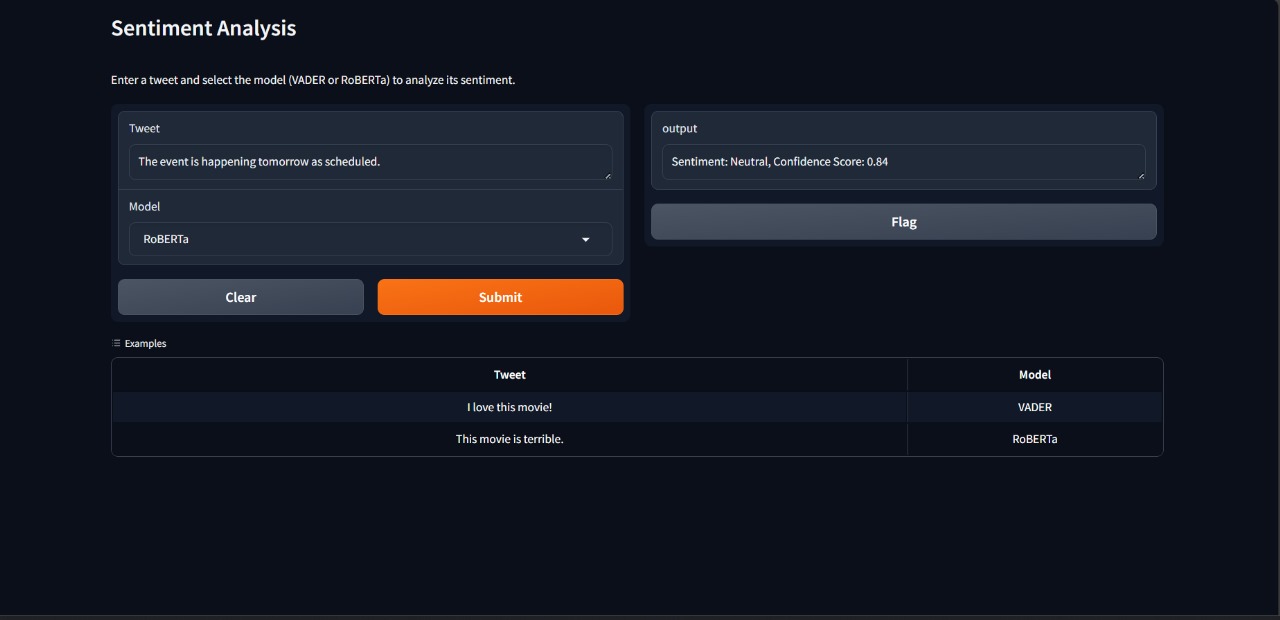 Sentiment Analysis
Enter a tweet and select the model (VADER or RoBERTa) to analyze its sentiment.
Tweet
The event is happening tomorrow as scheduled.
Model
RoBERTa
Clear
Submit
output
Sentiment: Neutral, Confidence Score: 0.84
Flag
Examples
Tweet Model
I love this movie! VADER
This movie is terrible. RoBERTa